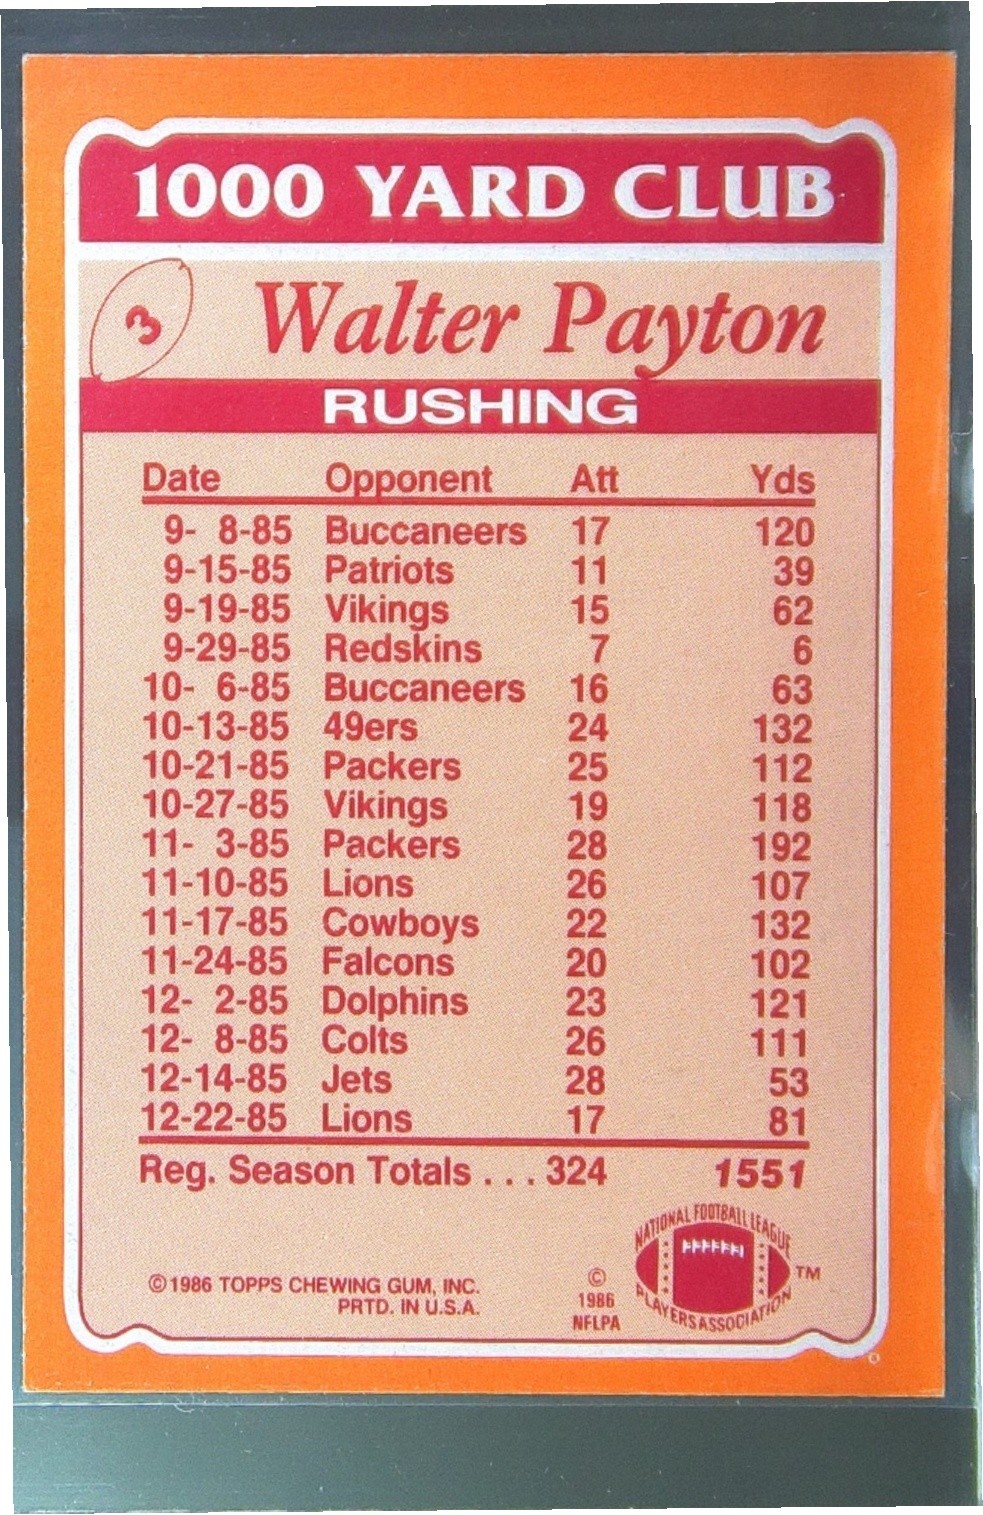 1000 YARD CLUB
3 Walter Payton
RUSHING
Date Opponent Att Yds
9- 8-85 Buccaneers 17 120
9-15-85 Patriots 11 39
9-19-85 Vikings 15 62
9-29-85 Redskins 7 6
10- 6-85 Buccaneers 16 63
10-13-85 49ers 24 132
10-21-85 Packers 25 112
10-27-85 Vikings 19 118
11- 3-85 Packers 28 192
11-10-85 Lions 26 107
11-17-85 Cowboys 22 132
11-24-85 Falcons 20 102
12- 2-85 Dolphins 23 121
12- 8-85 Colts 26 111
12-14-85 Jets 28 53
12-22-85 Lions 17 81
Reg. Season Totals . . . 324 1551
NATIONAL FOOTBALL LEAGUE
PLAYERS ASSOCIATION TM
© 1986 TOPPS CHEWING GUM, INC.
PRTD. IN U.S.A.
©
1986
NFLPA